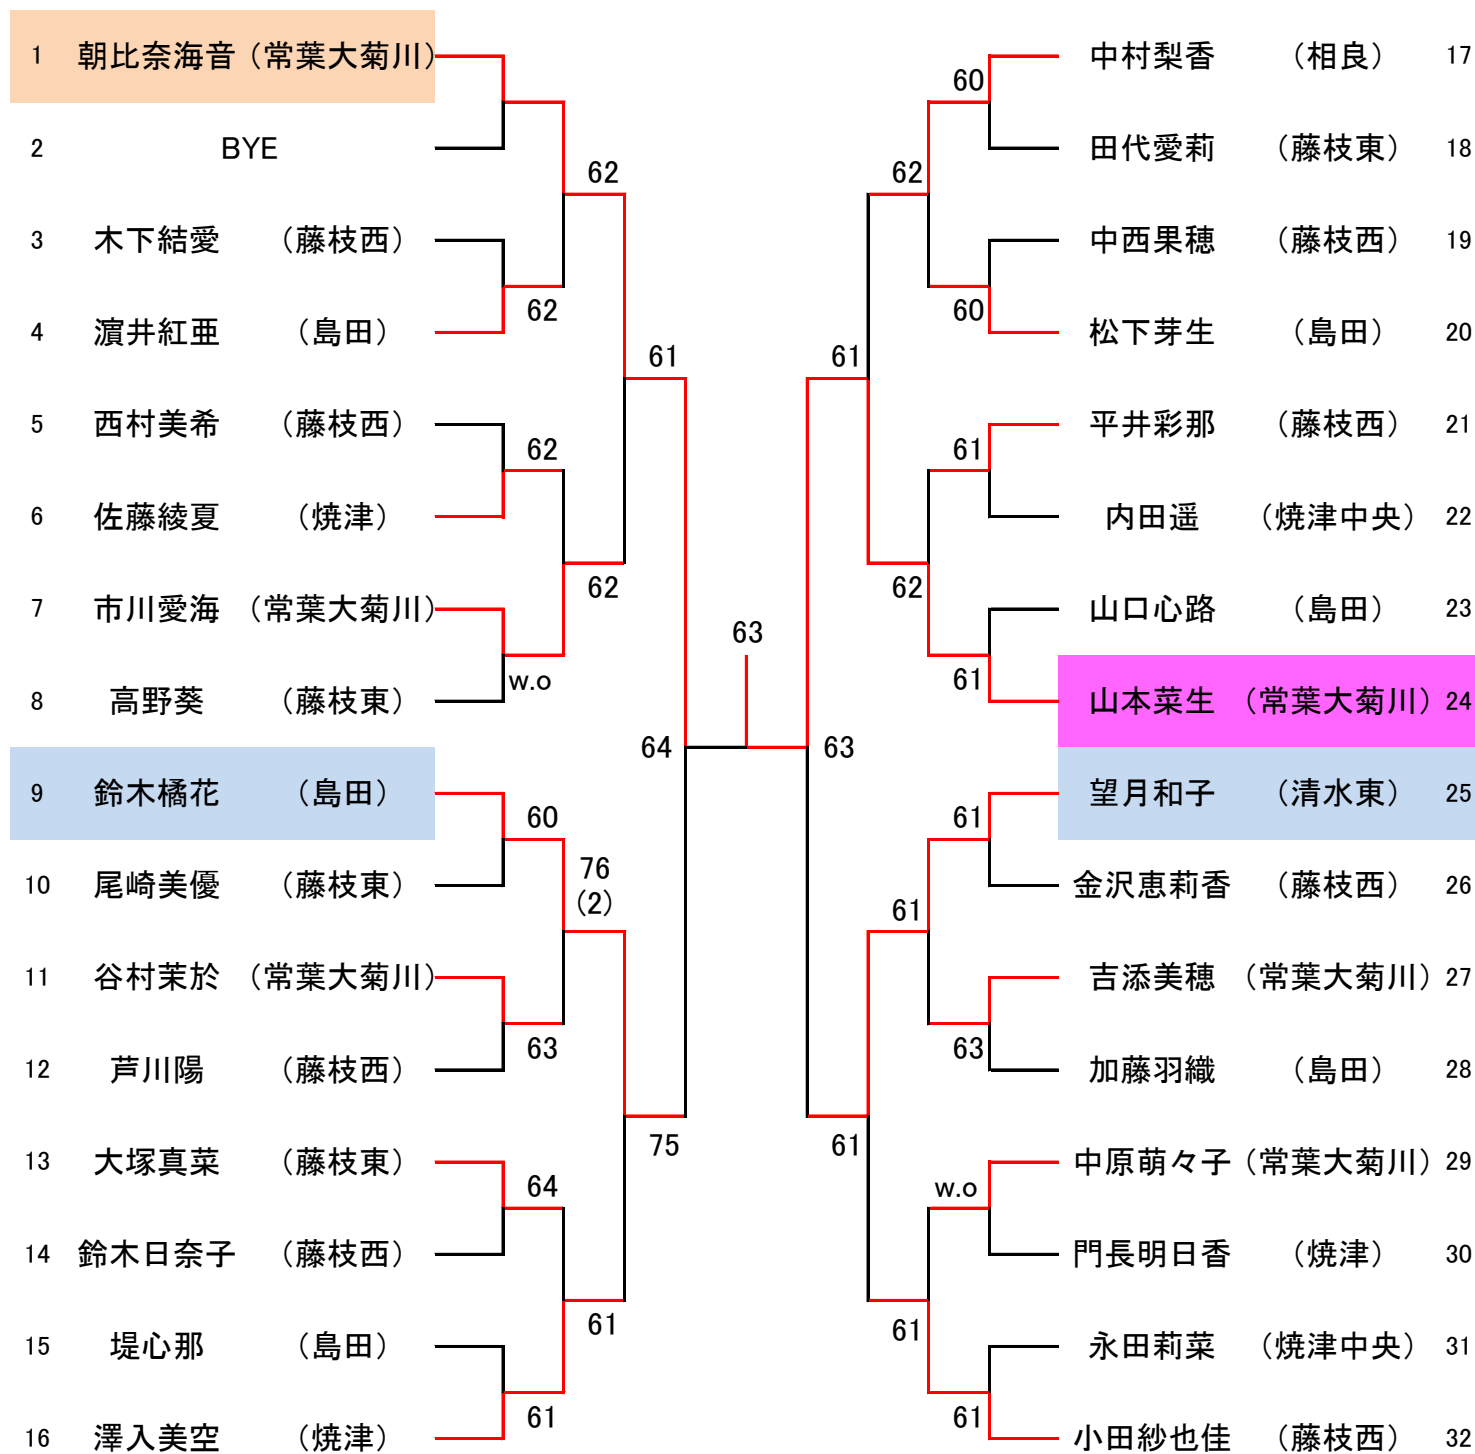 1 朝比奈海音 (常葉大菊川)
2 BYE
3 木下結愛 (藤枝西)
4 濵井紅亜 (島田)
5 西村美希 (藤枝西)
6 佐藤綾夏 (焼津)
7 市川愛海 (常葉大菊川)
8 高野葵 (藤枝東)
9 鈴木橘花 (島田)
10 尾崎美優 (藤枝東)
11 谷村茉於 (常葉大菊川)
12 芦川陽 (藤枝西)
13 大塚真菜 (藤枝東)
14 鈴木日奈子 (藤枝西)
15 堤心那 (島田)
16 澤入美空 (焼津)
62
62
62
w.o
60
63
64
61
62
76
(2)
61
61
75
64
63
63
61
61
62
62
61
61
60
60
61
61
61
63
w.o
61
中村梨香 (相良) 17
田代愛莉 (藤枝東) 18
中西果穂 (藤枝西) 19
松下芽生 (島田) 20
平井彩那 (藤枝西) 21
内田遥 (焼津中央) 22
山口心路 (島田) 23
山本菜生 (常葉大菊川) 24
望月和子 (清水東) 25
金沢恵莉香 (藤枝西) 26
吉添美穂 (常葉大菊川) 27
加藤羽織 (島田) 28
中原萌々子 (常葉大菊川) 29
門長明日香 (焼津) 30
永田莉菜 (焼津中央) 31
小田紗也佳 (藤枝西) 32